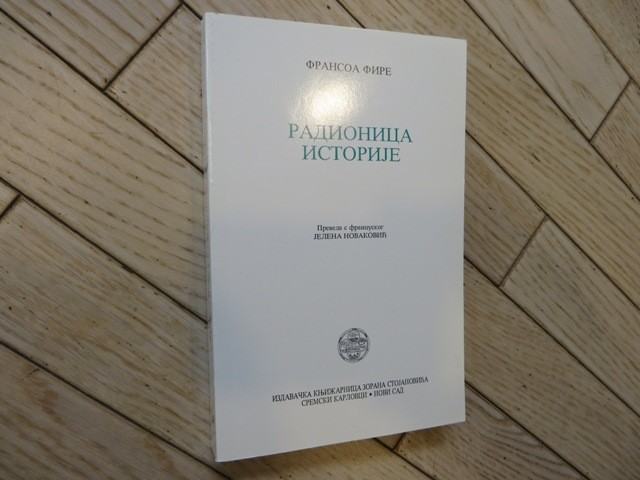 ФРАНСОА ФИРЕ
РАДИОНИЦА
ИСТОРИЈЕ
Превела с француског
ЈЕЛЕНА НОВАКОВИЋ
ИЗДАВАЧКА КЊИЖАРНИЦА ЗОРАНА СТОЈАНОВИЋА
СРЕМСКИ КАРЛОВЦИ • НОВИ САД